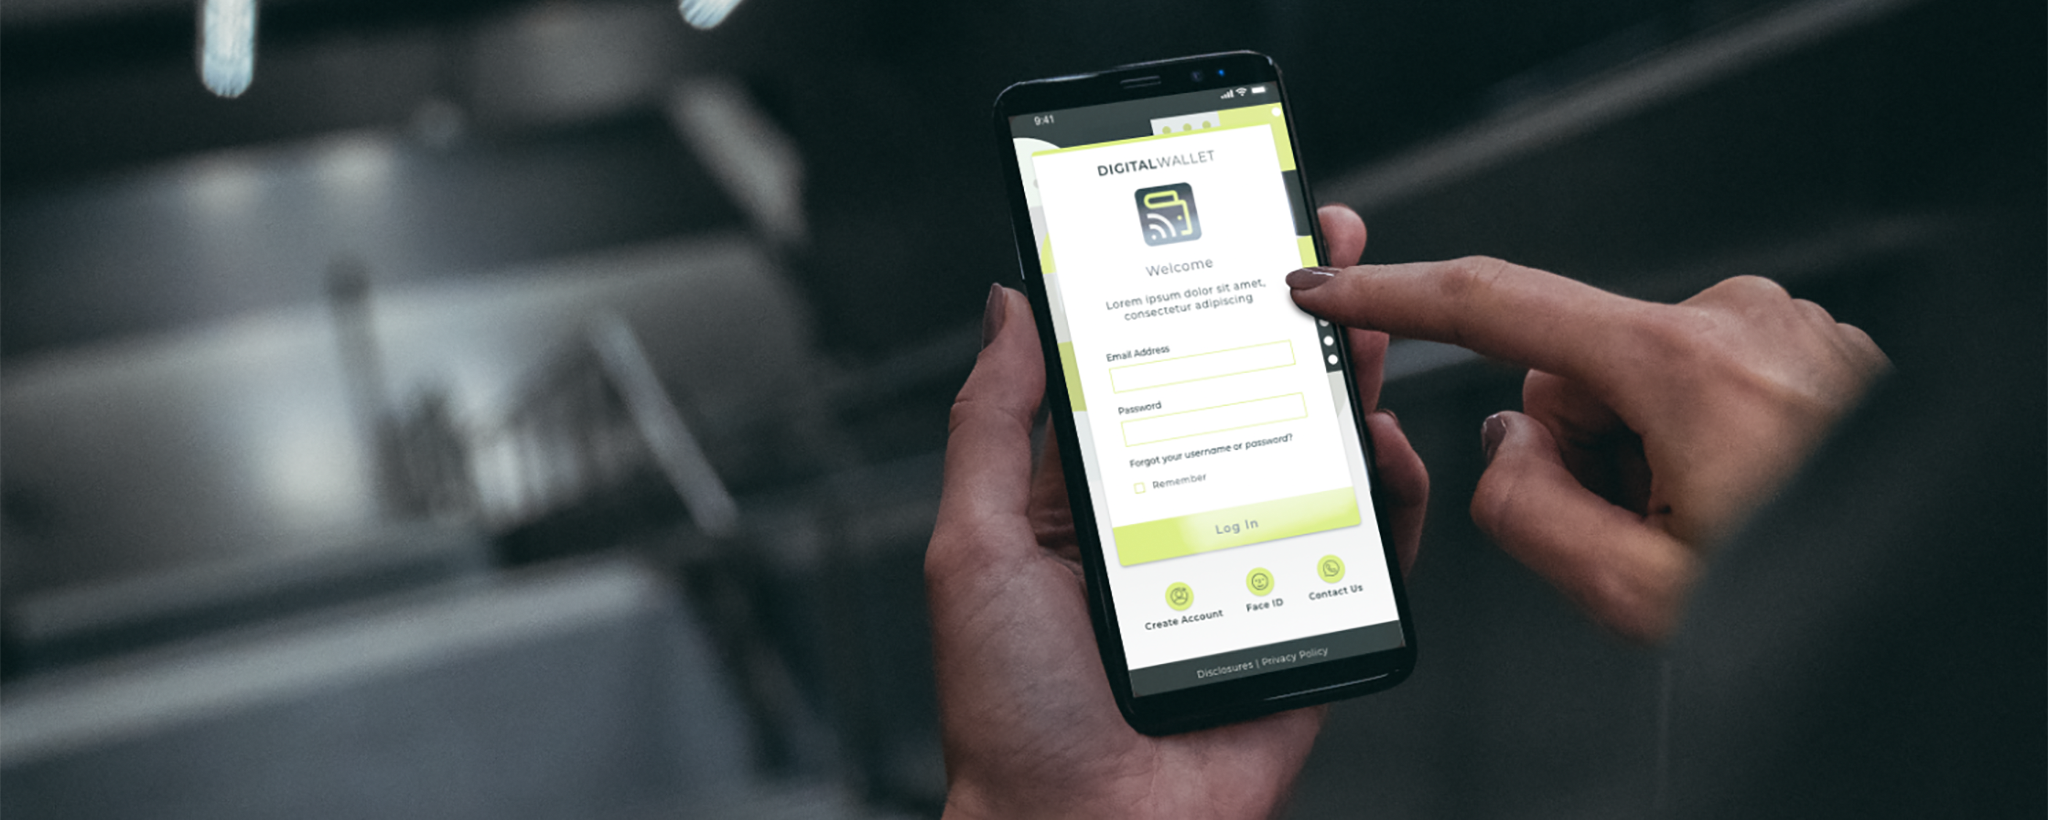 9:41
DIGITALWALLET
Welcome
Lorem ipsum dolor sit amet,
consectetur adipiscing
Email Address
Password
Forgot your username or password?
Remember
Log In
Create Account
Face ID
Contact Us
Disclosures | Privacy Policy